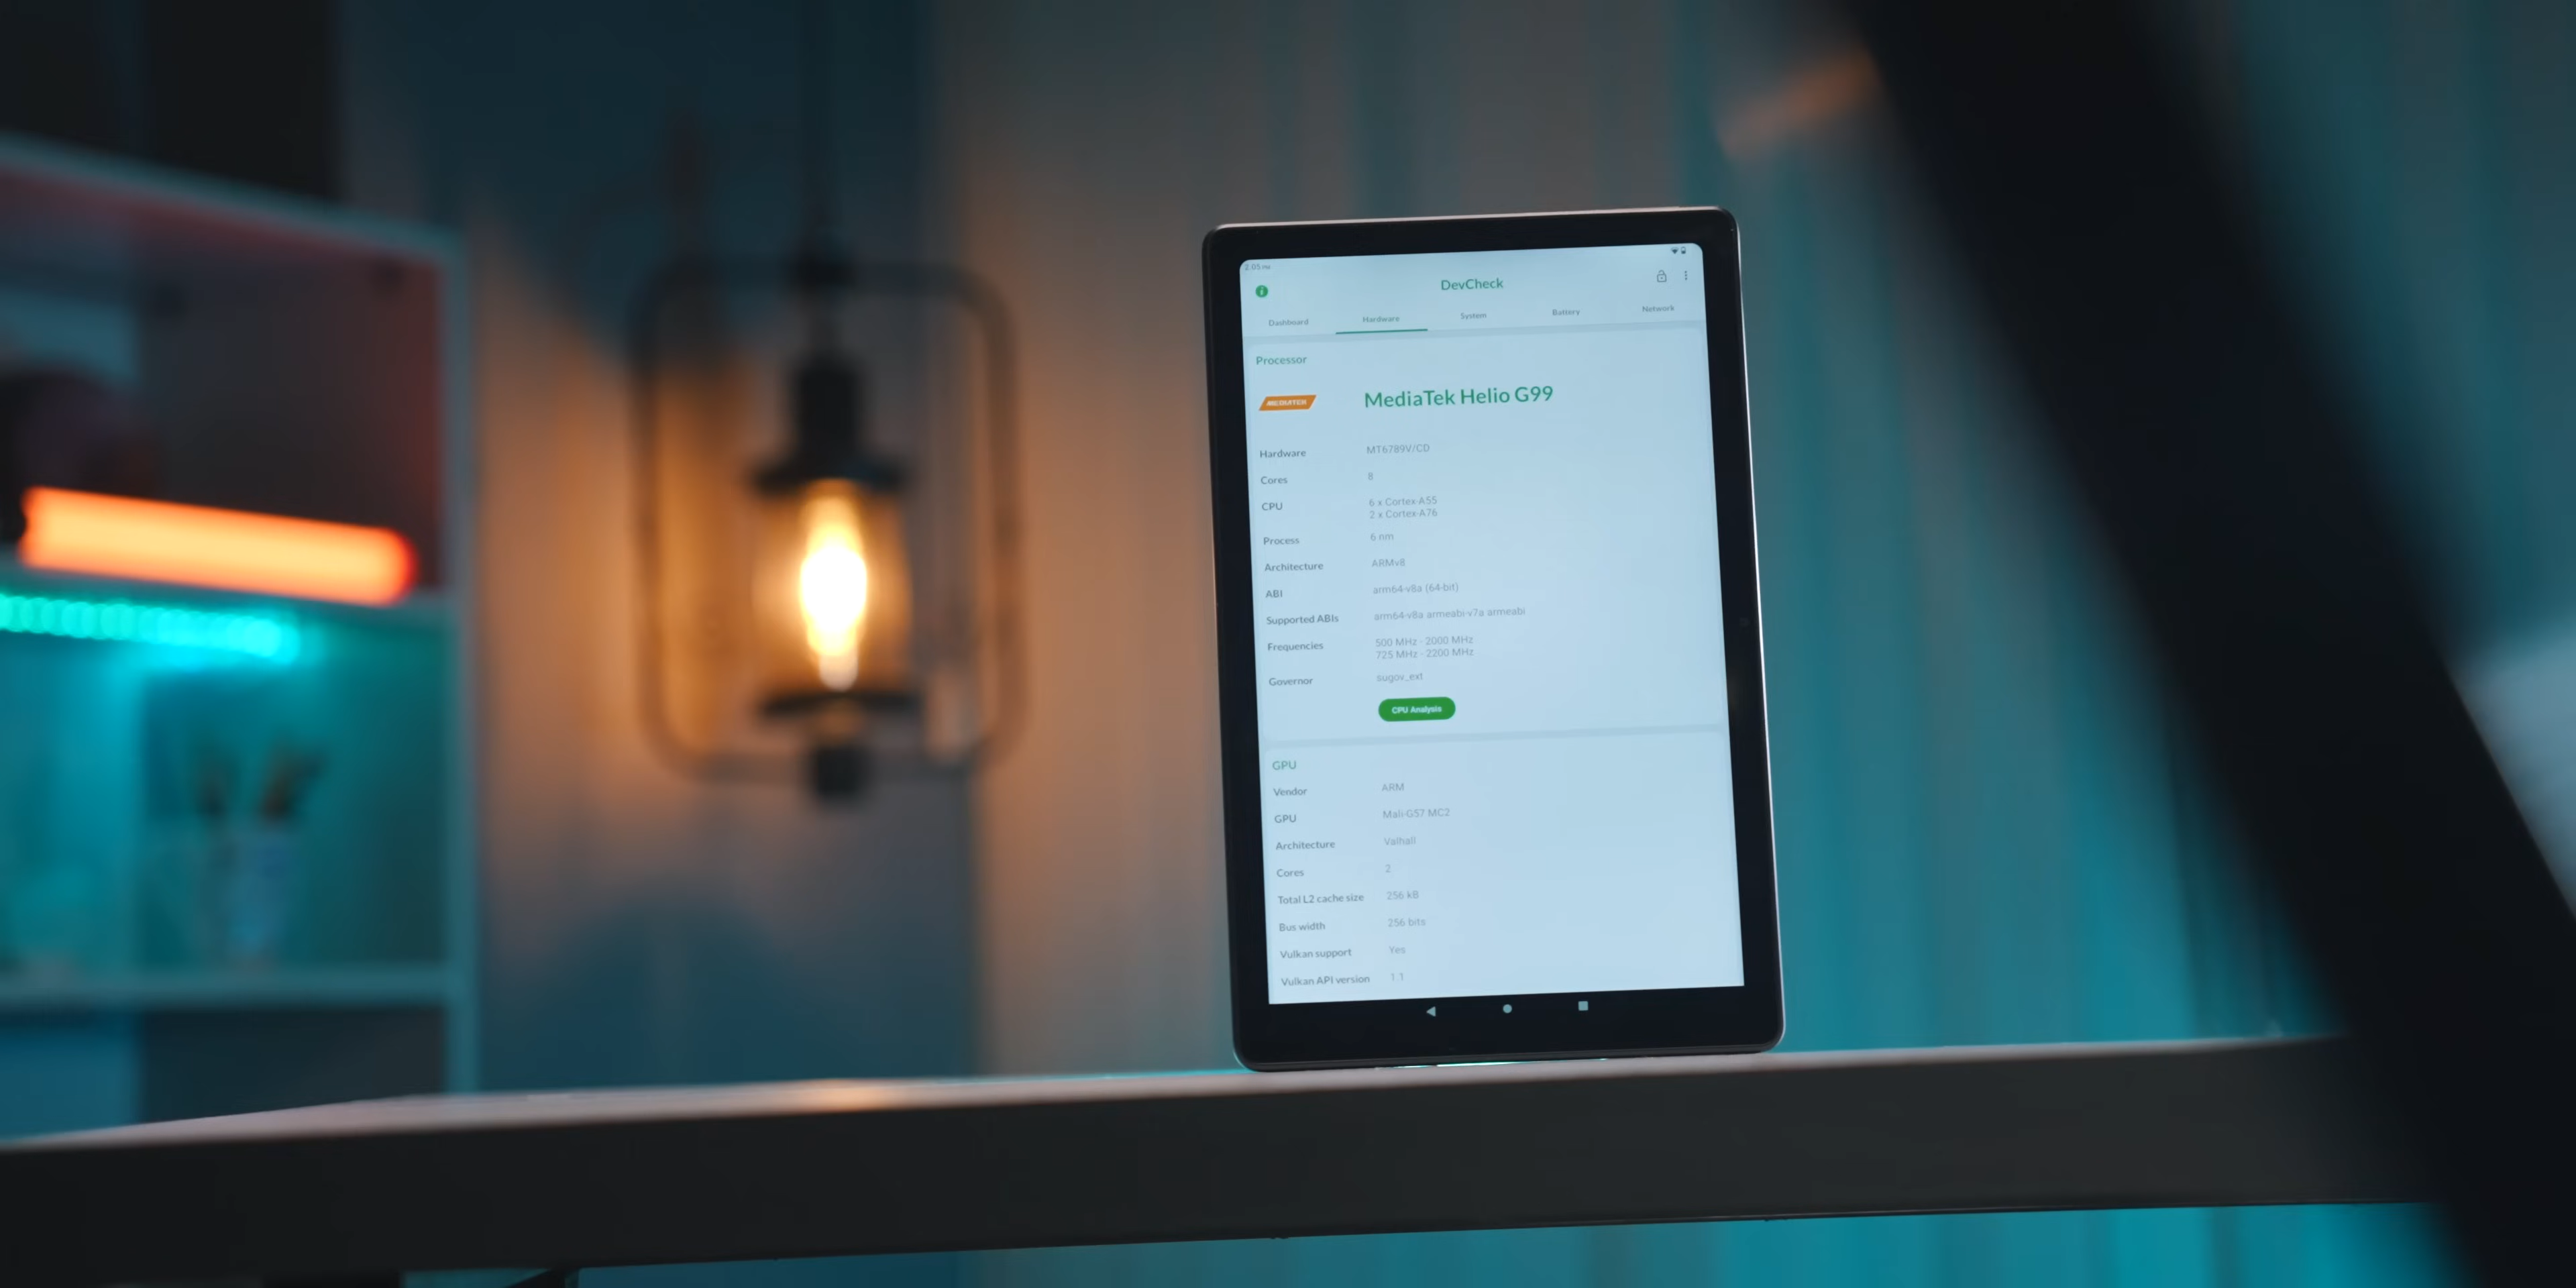 2:05 PM
DevCheck
Dashboard Hardware System Battery Network
Processor
MEDIATEK MediaTek Helio G99
Hardware MT6789V/CD
Cores 8
CPU 6 x Cortex-A55
2 x Cortex-A76
Process 6 nm
Architecture ARMv8
ABI arm64-v8a (64-bit)
Supported ABIs arm64-v8a armeabi-v7a armeabi
Frequencies 500 MHz - 2000 MHz
725 MHz - 2200 MHz
Governor sugov_ext
CPU Analysis
GPU
Vendor ARM
GPU Mali-G57 MC2
Architecture Valhall
Cores 2
Total L2 cache size 256 kB
Bus width 256 bits
Vulkan support Yes
Vulkan API version 1.1